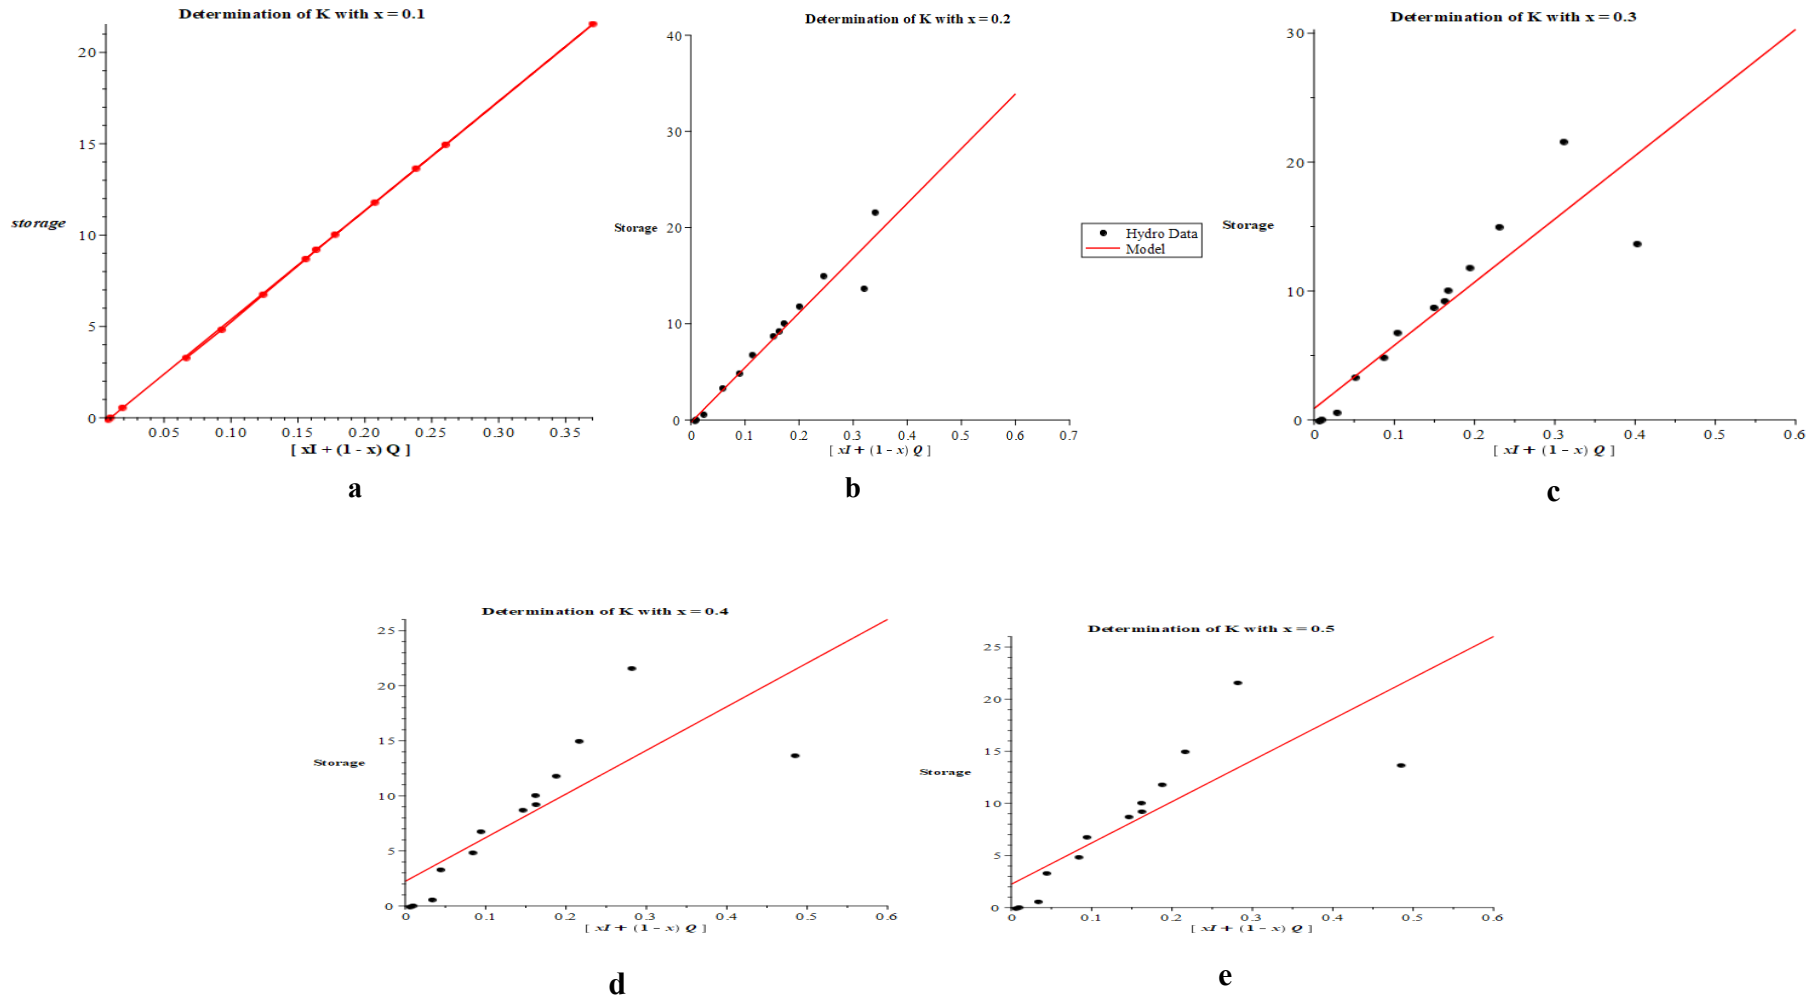 Determination of K with x = 0.1
20
15
storage
10
5
0
0.05 0.10 0.15 0.20 0.25 0.30 0.35
[ xI + (1 - x) Q ]
a
Determination of K with x = 0.2
40
30
Storage
20
10
0
0 0.1 0.2 0.3 0.4 0.5 0.6 0.7
[ xI + (1 - x) Q ]
b
Hydro Data
Model
Determination of K with x = 0.3
30
20
Storage
10
0
0 0.1 0.2 0.3 0.4 0.5 0.6
[ xI + (1 - x) Q ]
c
Determination of K with x = 0.4
25
20
15
Storage
10
5
0
0 0.1 0.2 0.3 0.4 0.5 0.6
[ xI + (1 - x) Q ]
d
Determination of K with x = 0.5
25
20
15
Storage
10
5
0
0 0.1 0.2 0.3 0.4 0.5 0.6
[ xI + (1 - x) Q ]
e